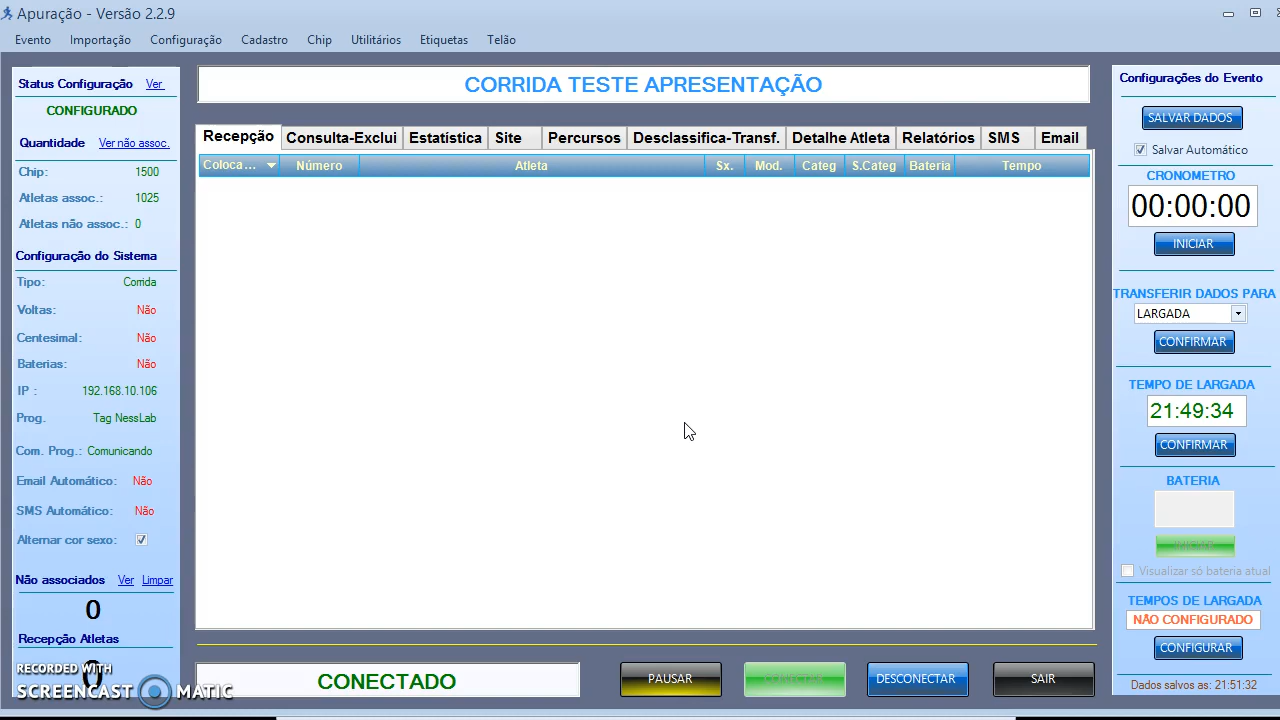 Apuração - Versão 2.2.9
Evento Importação Configuração Cadastro Chip Utilitários Etiquetas Telão
Status Configuração Ver
CONFIGURADO
Quantidade Ver não assoc.
Chip: 1500
Atletas assoc.: 1025
Atletas não assoc.: 0
Configuração do Sistema
Tipo: Corrida
Voltas: Não
Centesimal: Não
Baterias: Não
IP : 192.168.10.106
Prog. Tag NessLab
Com. Prog.: Comunicando
Email Automático: Não
SMS Automático: Não
Alternar cor sexo:
Não associados Ver Limpar
0
Recepção Atletas
0
RECORDED WITH
SCREENCAST MATIC
CORRIDA TESTE APRESENTAÇÃO
Recepção Consulta-Exclui Estatística Site Percursos Desclassifica-Transf. Detalhe Atleta Relatórios SMS Email
Coloca... Número Atleta Sx. Mod. Categ S.Categ Bateria Tempo
CONECTADO
PAUSAR
DESCONECTAR
SAIR
Configurações do Evento
SALVAR DADOS
Salvar Automático
CRONOMETRO
00:00:00
INICIAR
TRANSFERIR DADOS PARA
LARGADA
CONFIRMAR
TEMPO DE LARGADA
21:49:34
CONFIRMAR
BATERIA
Visualizar só bateria atual
TEMPOS DE LARGADA
NÃO CONFIGURADO
CONFIGURAR
Dados salvos as: 21:51:32